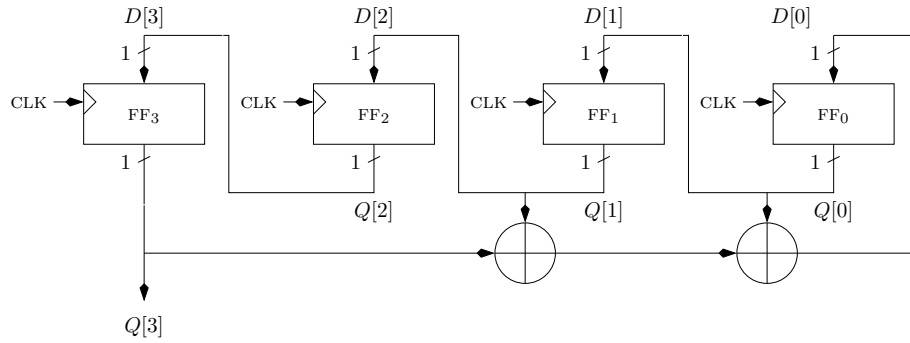 D[3] D[2] D[1] D[0]
1 1 1 1
CLK FF3 CLK FF2 CLK FF1 CLK FF0
1 1 1 1
Q[2] Q[1] Q[0]
Q[3]